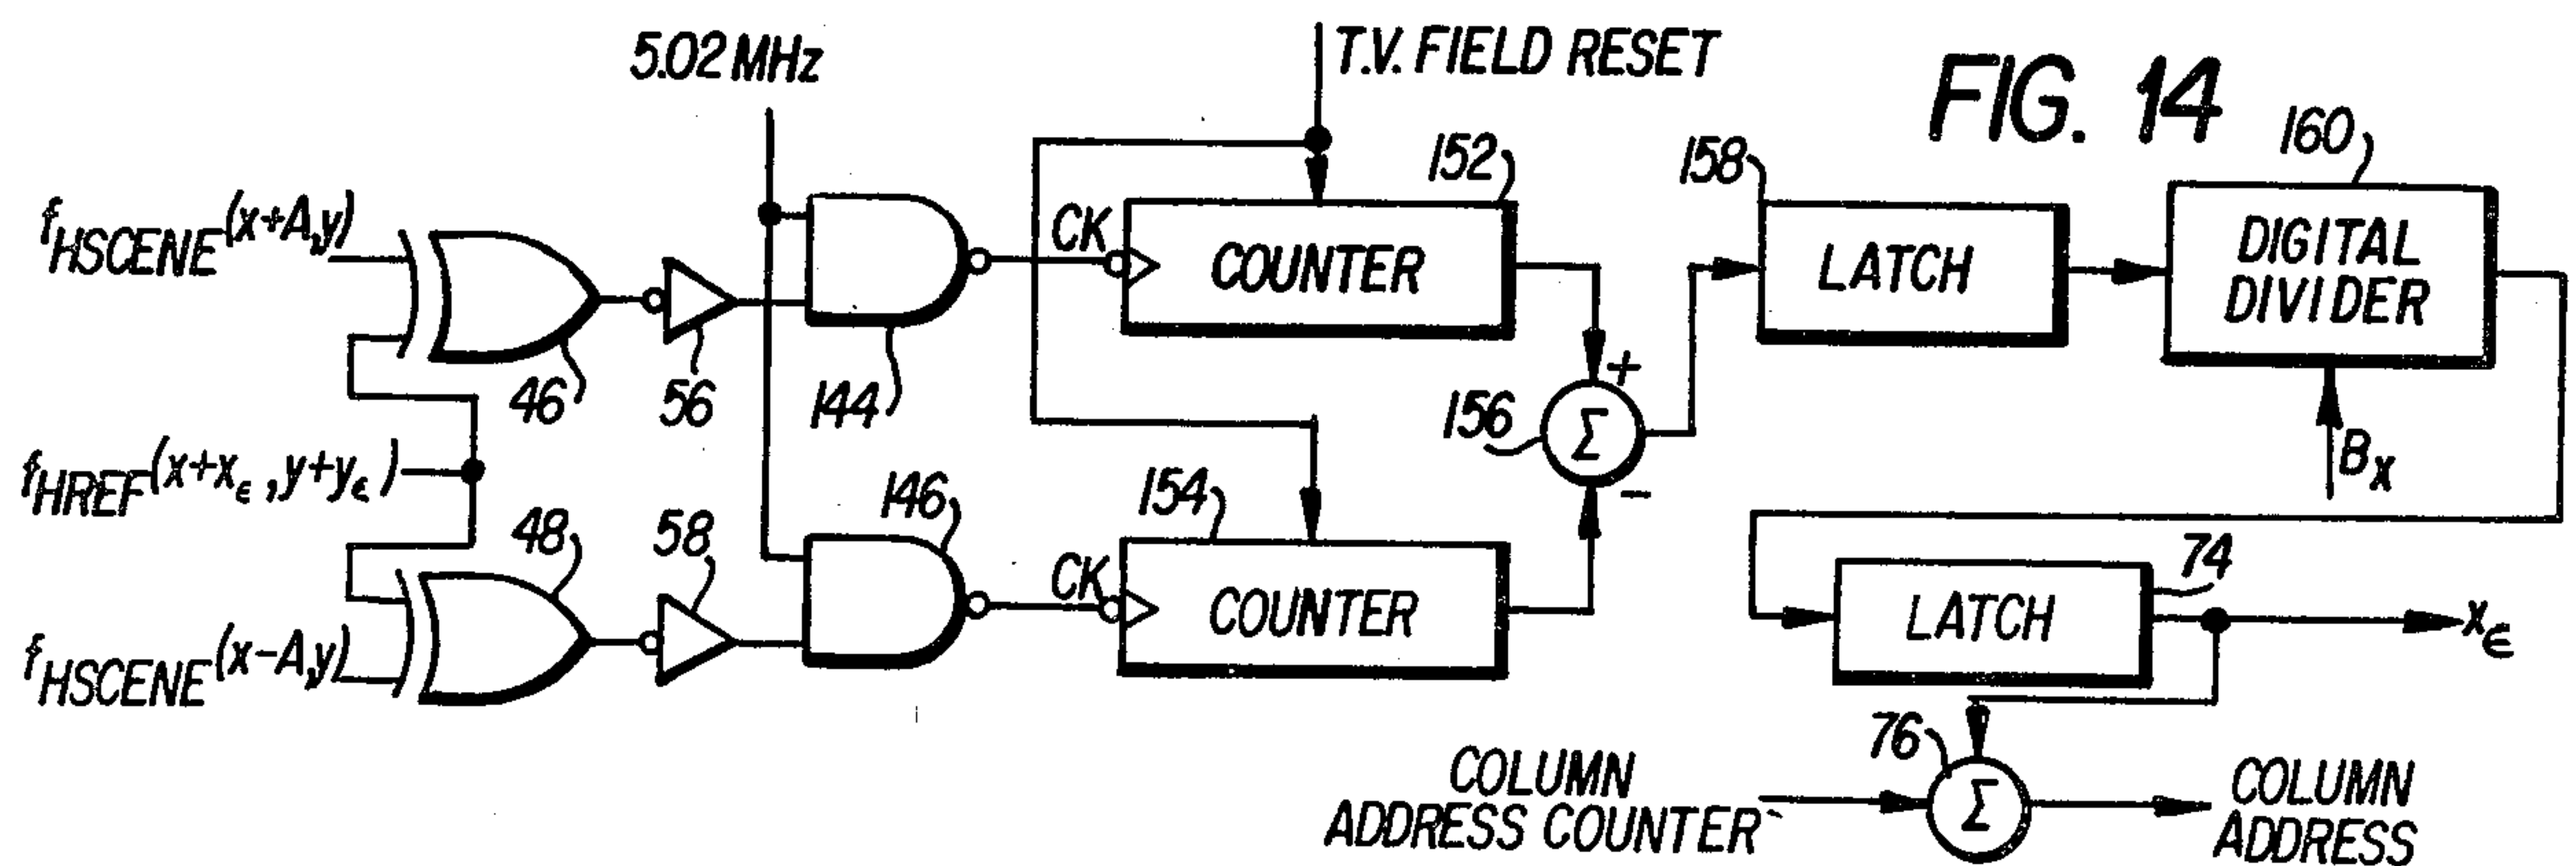 FIG. 14
5.02 MHz
T.V. FIELD RESET
fHSCENE(x+A,y)
fHREF(x+xϵ,y+yϵ)
fHSCENE(x-A,y)
46
56
144
CK
COUNTER
152
48
58
146
CK
COUNTER
154
156
Σ
+
-
158
LATCH
160
DIGITAL
DIVIDER
Bx
LATCH
74
xϵ
76
Σ
COLUMN
ADDRESS COUNTER
COLUMN
ADDRESS